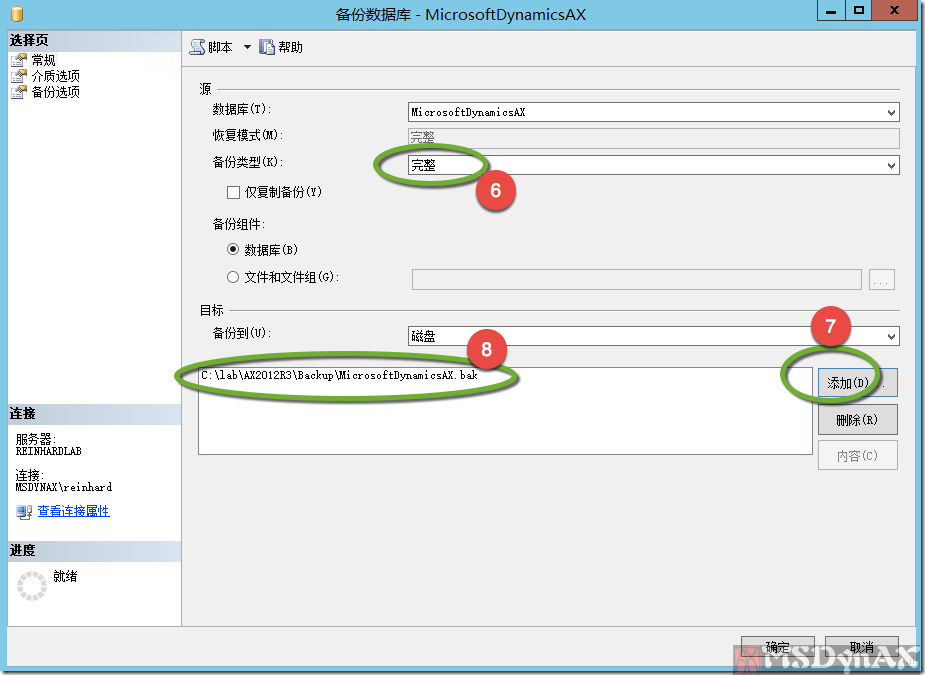 备份数据库 - MicrosoftDynamicsAX
选择页
常规
介质选项
备份选项
脚本 帮助
源
数据库(T): MicrosoftDynamicsAX
恢复模式(M): 完整
备份类型(K): 完整
6
仅复制备份(Y)
备份组件:
数据库(B)
文件和文件组(G): ...
目标
7
备份到(U): 磁盘
8
C:\lab\AX2012R3\Backup\MicrosoftDynamicsAX.bak
添加(D)...
删除(R)
内容(C)
连接
服务器:
REINHARDLAB
连接:
MSDYNAX\reinhard
查看连接属性
进度
就绪
确定 取消
MSDynAX